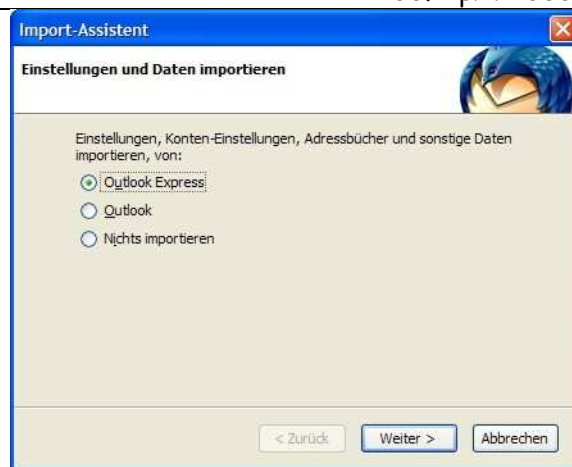 Import-Assistent
Einstellungen und Daten importieren
Einstellungen, Konten-Einstellungen, Adressbücher und sonstige Daten
importieren, von:
Outlook Express
Outlook
Nichts importieren
< Zurück Weiter > Abbrechen